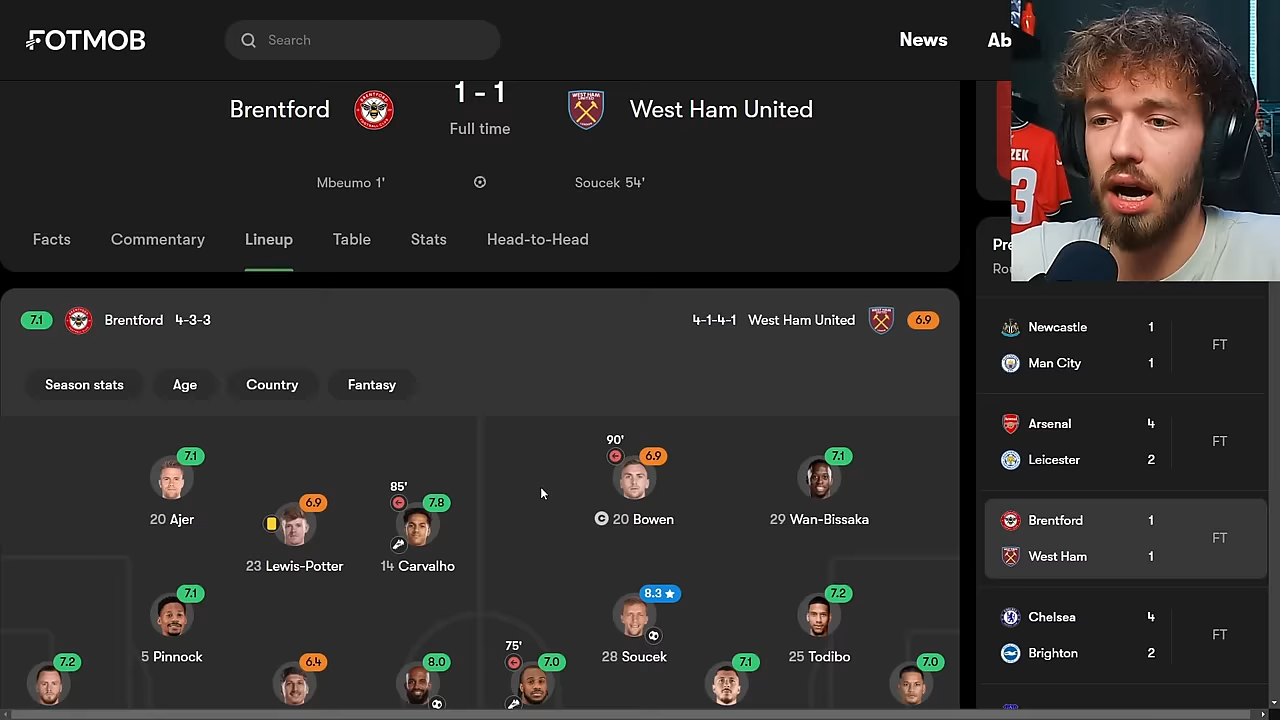 FOTMOB
Search
News
Ab
Brentford
1 - 1
West Ham United
Full time
Mbeumo 1'
Soucek 54'
Facts
Commentary
Lineup
Table
Stats
Head-to-Head
7.1
Brentford
4-3-3
4-1-4-1
West Ham United
6.9
Season stats
Age
Country
Fantasy
7.1
20 Ajer
6.9
23 Lewis-Potter
85'
7.8
14 Carvalho
90'
6.9
C 20 Bowen
7.1
29 Wan-Bissaka
7.1
5 Pinnock
8.3
28 Soucek
7.2
25 Todibo
7.2
6.4
8.0
75'
7.0
7.1
7.0
ZEK
3
Pre
Rou
Newcastle
1
Man City
1
FT
Arsenal
4
Leicester
2
FT
Brentford
1
West Ham
1
FT
Chelsea
4
Brighton
2
FT